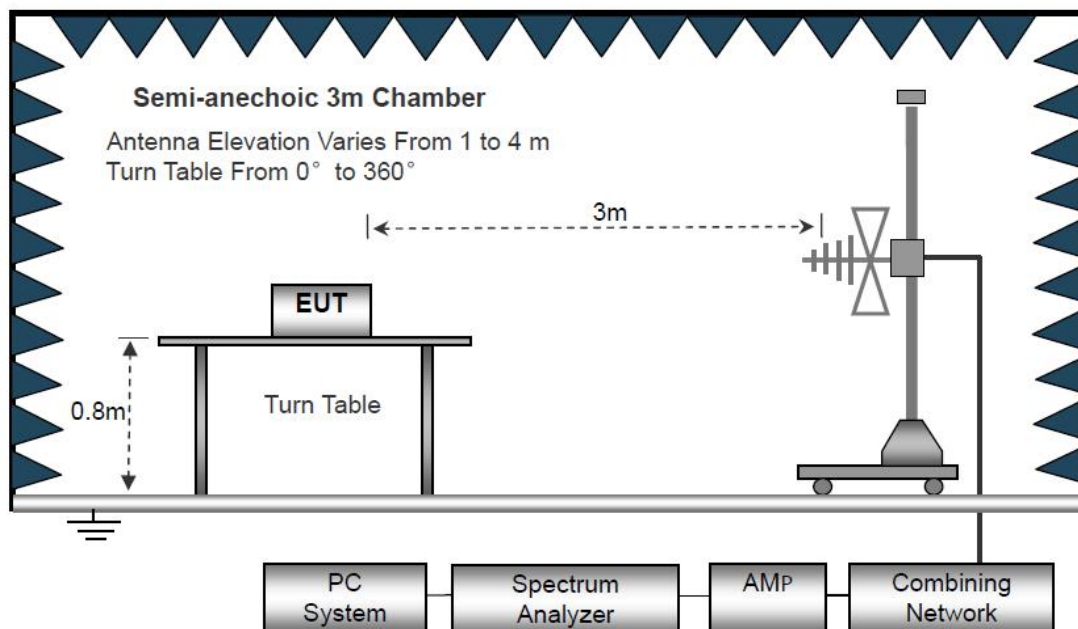 Semi-anechoic 3m Chamber
Antenna Elevation Varies From 1 to 4 m
Turn Table From 0° to 360°
3m
EUT
0.8m
Turn Table
PC
System
Spectrum
Analyzer
AMP
Combining
Network